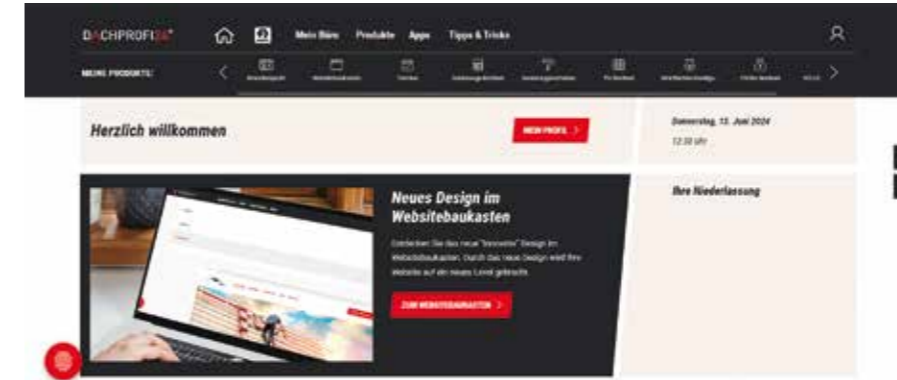 DACHPROFI24
Mein Büro Produkte Apps Tipps & Tricks
MEINE PRODUKTE:
Websitebaukasten
Herzlich willkommen
MEIN PROFIL
Donnerstag, 13. Juni 2024
12:38 Uhr
Neues Design im
Websitebaukasten
Entdecken Sie das neue "Innovativ" Design im
Websitebaukasten. Durch das neue Design wird Ihre
Website auf ein neues Level gebracht.
ZUM WEBSITEBAUKASTEN
Ihre Niederlassung